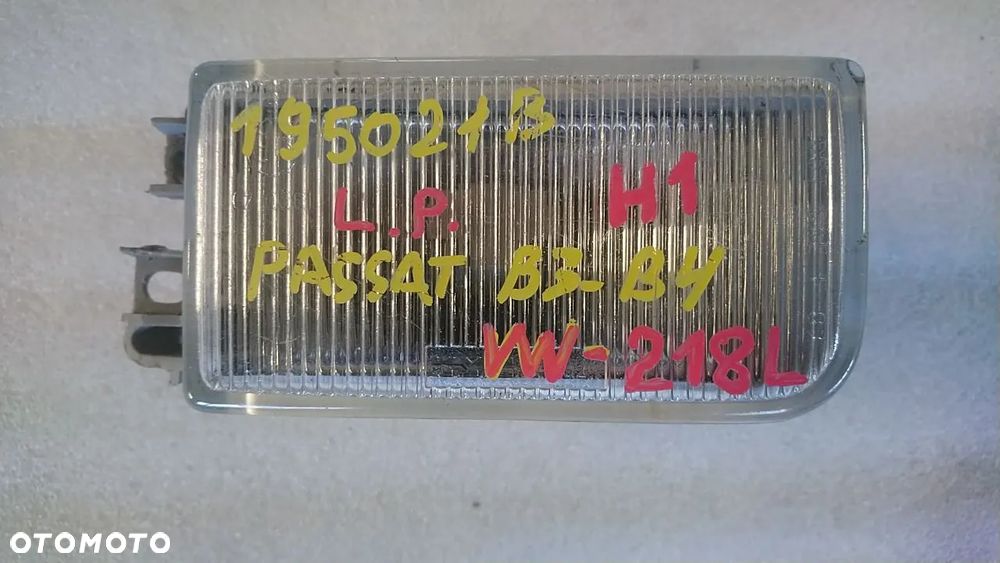 195021B
L.P. H1
PASSAT B3-B4
VW-218L
OTOMOTO